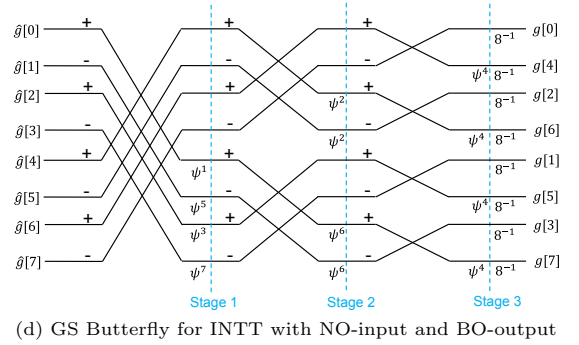 ĝ[0] + + + 8⁻¹ g[0]
ĝ[1] - - - ψ⁴ 8⁻¹ g[4]
ĝ[2] + + ψ² + 8⁻¹ g[2]
ĝ[3] - - ψ² - ψ⁴ 8⁻¹ g[6]
ĝ[4] + ψ¹ + + 8⁻¹ g[1]
ĝ[5] - ψ⁵ - - ψ⁴ 8⁻¹ g[5]
ĝ[6] + ψ³ + ψ⁶ + 8⁻¹ g[3]
ĝ[7] - ψ⁷ - ψ⁶ - ψ⁴ 8⁻¹ g[7]
Stage 1 Stage 2 Stage 3
(d) GS Butterfly for INTT with NO-input and BO-output